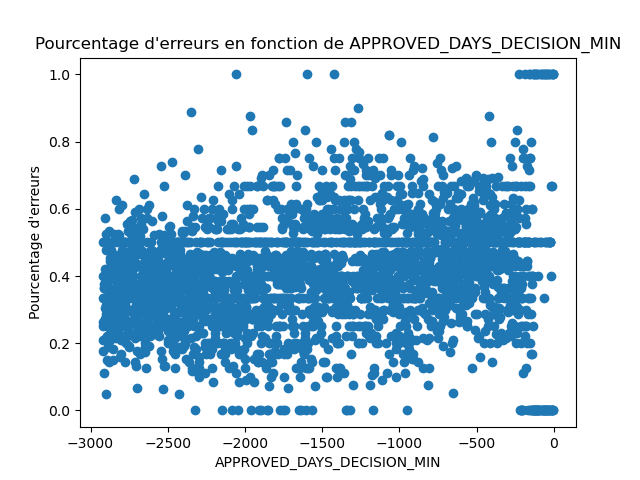 Pourcentage d'erreurs en fonction de APPROVED_DAYS_DECISION_MIN
1.0
0.8
0.6
0.4
0.2
0.0
Pourcentage d'erreurs
−3000 −2500 −2000 −1500 −1000 −500 0
APPROVED_DAYS_DECISION_MIN